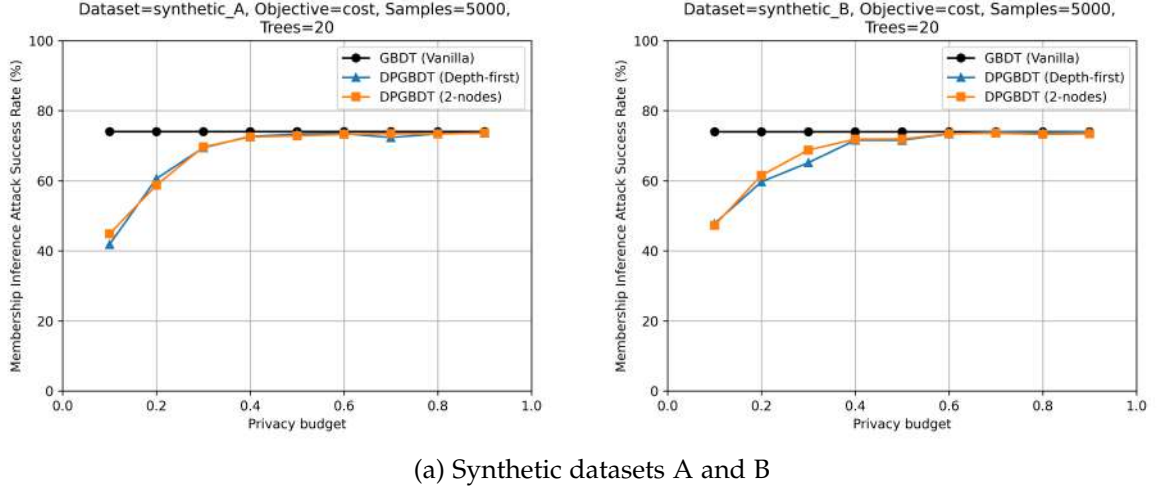 Dataset=synthetic_A, Objective=cost, Samples=5000,
Trees=20
Membership Inference Attack Success Rate (%)
100
80
60
40
20
0
GBDT (Vanilla)
DPGBDT (Depth-first)
DPGBDT (2-nodes)
0.0 0.2 0.4 0.6 0.8 1.0
Privacy budget
Dataset=synthetic_B, Objective=cost, Samples=5000,
Trees=20
Membership Inference Attack Success Rate (%)
100
80
60
40
20
0
GBDT (Vanilla)
DPGBDT (Depth-first)
DPGBDT (2-nodes)
0.0 0.2 0.4 0.6 0.8 1.0
Privacy budget
(a) Synthetic datasets A and B